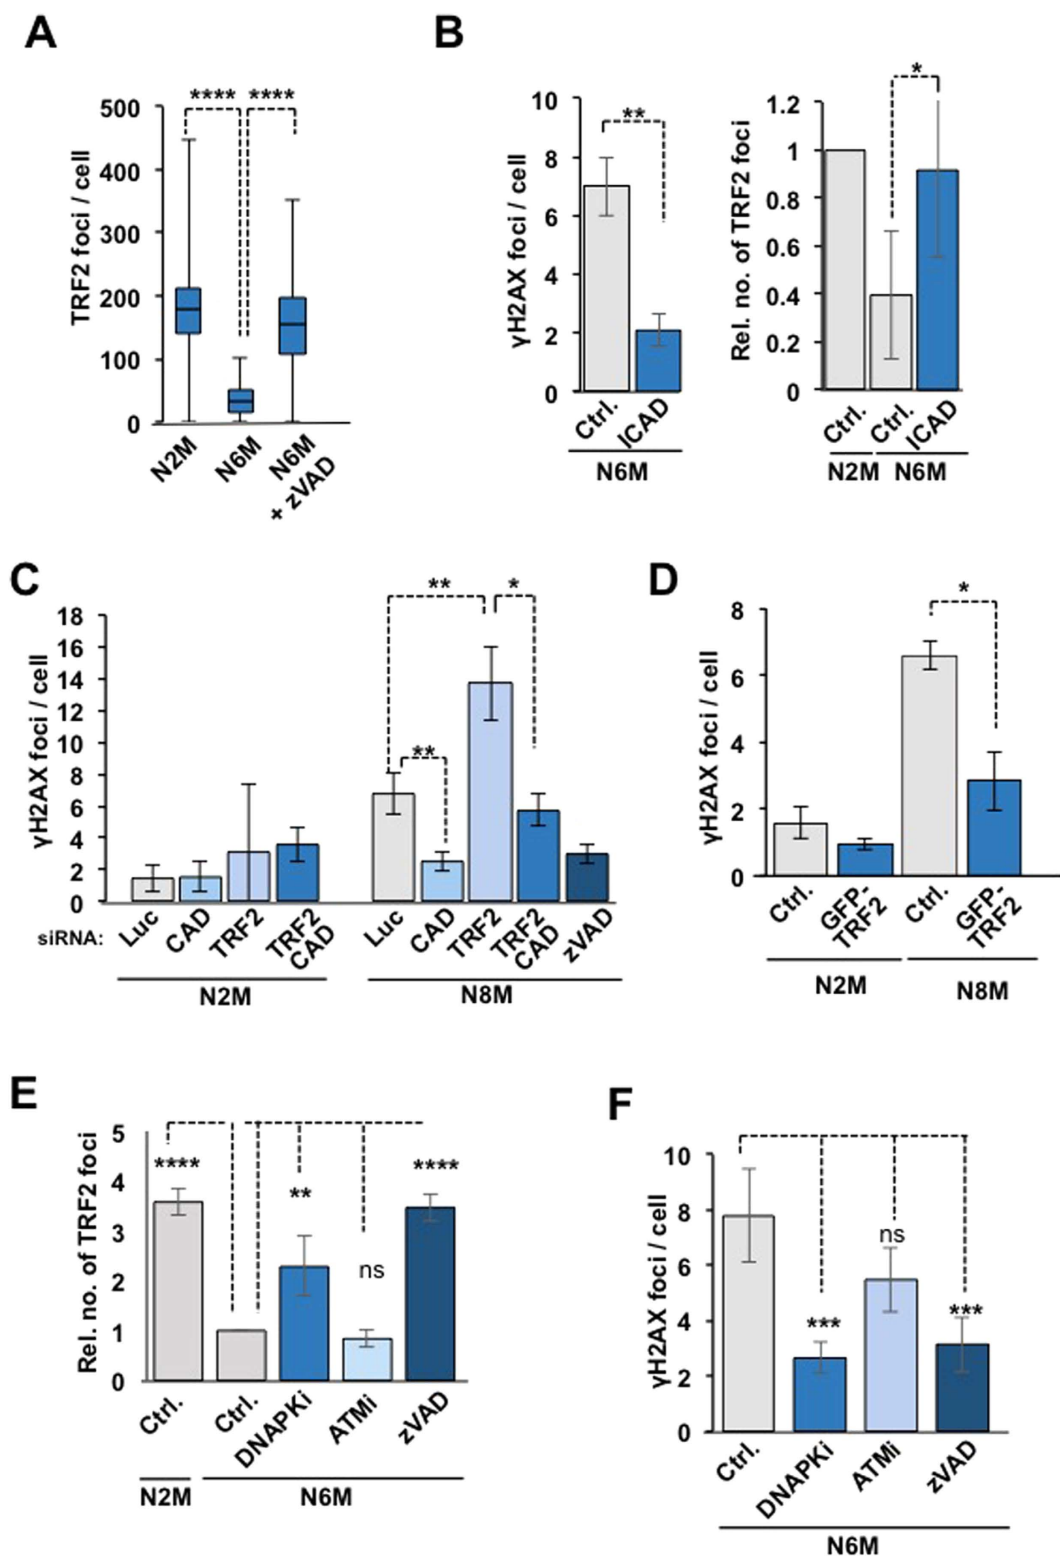 A
TRF2 foci / cell
500
400
300
200
100
0
**** ****
N2M
N6M
N6M
+ zVAD
B
γH2AX foci / cell
10
8
6
4
2
0
**
Ctrl.
ICAD
N6M
Rel. no. of TRF2 foci
1.2
1
0.8
0.6
0.4
0.2
0
*
Ctrl.
Ctrl.
ICAD
N2M N6M
C
γH2AX foci / cell
18
16
14
12
10
8
6
4
2
0
** *
**
siRNA:
Luc
CAD
TRF2
TRF2
CAD
Luc
CAD
TRF2
TRF2
CAD
zVAD
N2M
N8M
D
γH2AX foci / cell
8
6
4
2
0
*
Ctrl.
GFP-
TRF2
Ctrl.
GFP-
TRF2
N2M
N8M
E
Rel. no. of TRF2 foci
5
4
3
2
1
0
****
**
ns
****
Ctrl.
Ctrl.
DNAPKi
ATMi
zVAD
N2M
N6M
F
γH2AX foci / cell
10
8
6
4
2
0
***
ns
***
Ctrl.
DNAPKi
ATMi
zVAD
N6M